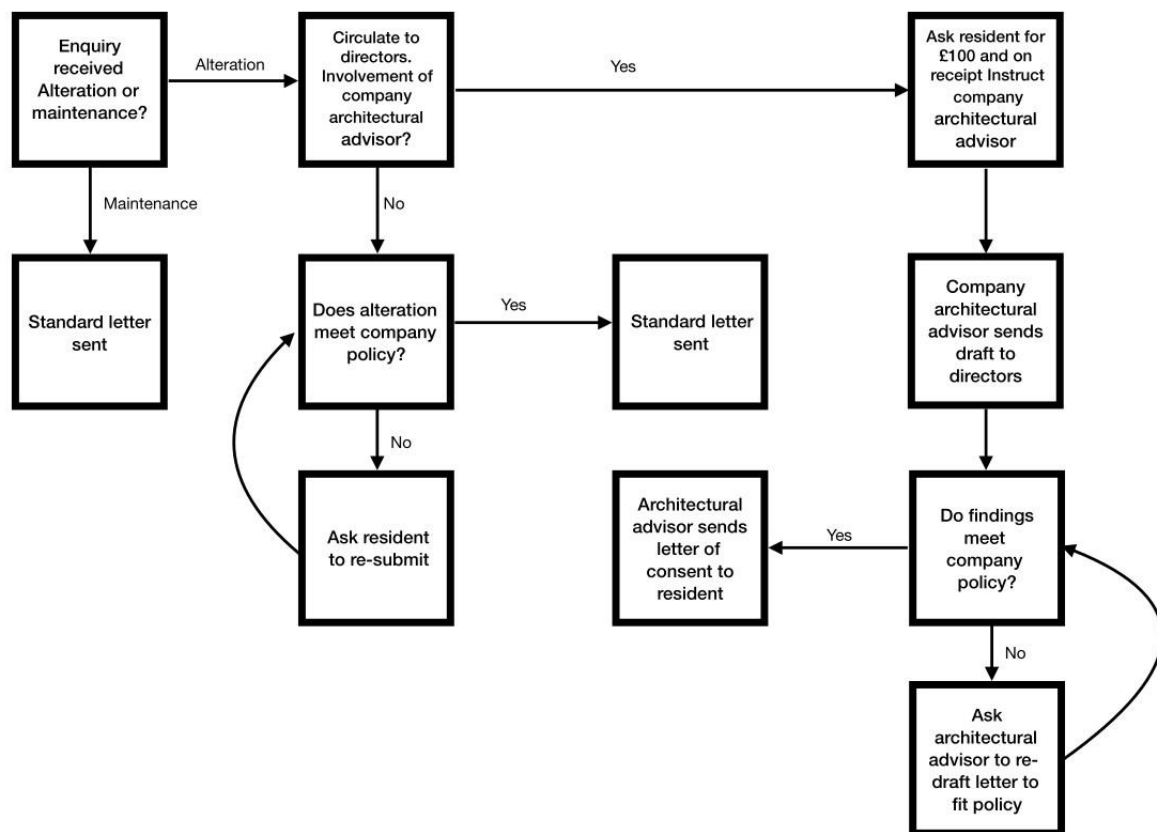 Enquiry
received
Alteration or
maintenance?
Alteration
Circulate to
directors.
Involvement of
company
architectural
advisor?
Yes
Ask resident for
£100 and on
receipt Instruct
company
architectural
advisor
Maintenance
No
Standard letter
sent
Does alteration
meet company
policy?
Yes
Standard letter
sent
Company
architectural
advisor sends
draft to
directors
No
Ask resident
to re-submit
Architectural
advisor sends
letter of
consent to
resident
Yes
Do findings
meet
company
policy?
No
Ask
architectural
advisor to re-
draft letter to
fit policy